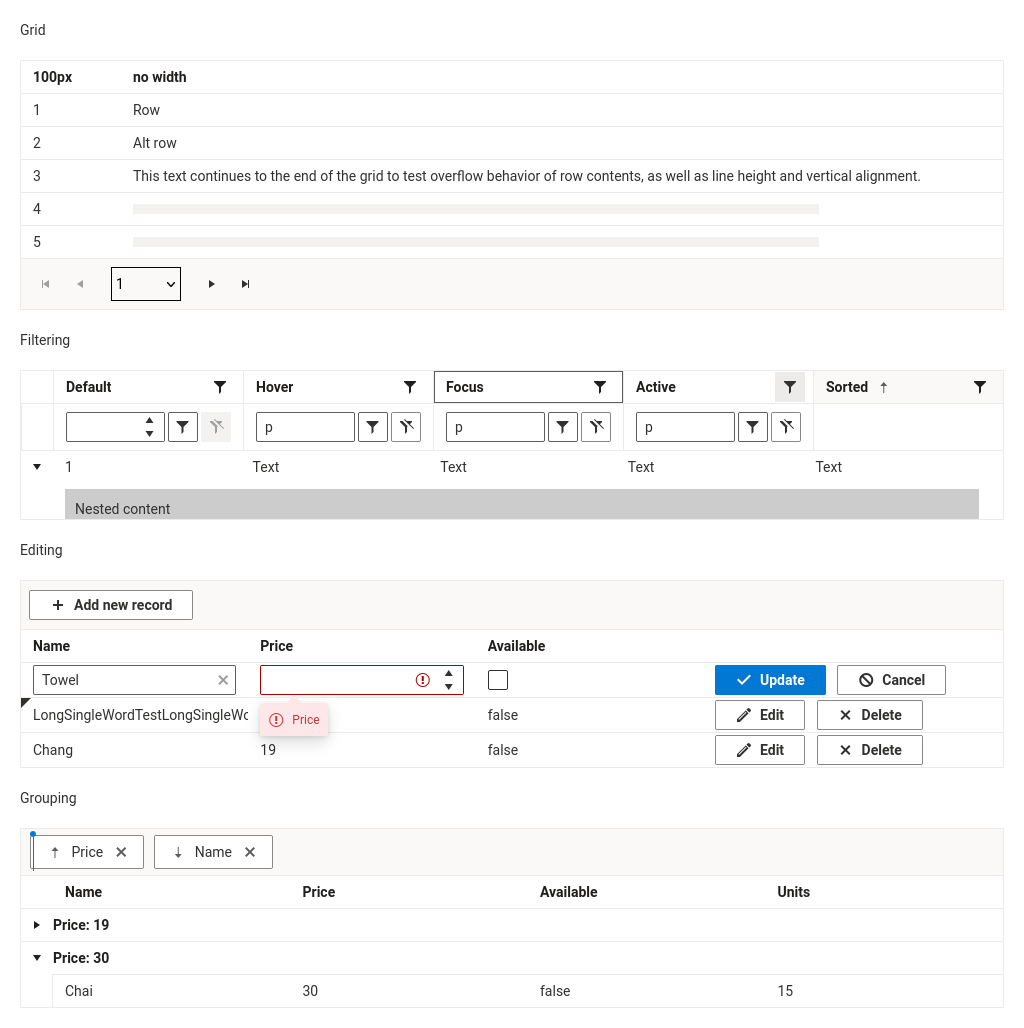 Grid
100px no width
1 Row
2 Alt row
3 This text continues to the end of the grid to test overflow behavior of row contents, as well as line height and vertical alignment.
4
5
1
Filtering
Default Hover Focus Active Sorted
p p p
1 Text Text Text Text
Nested content
Editing
Add new record
Name Price Available
Towel Update Cancel
LongSingleWordTestLongSingleWo Price false Edit Delete
Chang 19 false Edit Delete
Grouping
Price Name
Name Price Available Units
Price: 19
Price: 30
Chai 30 false 15